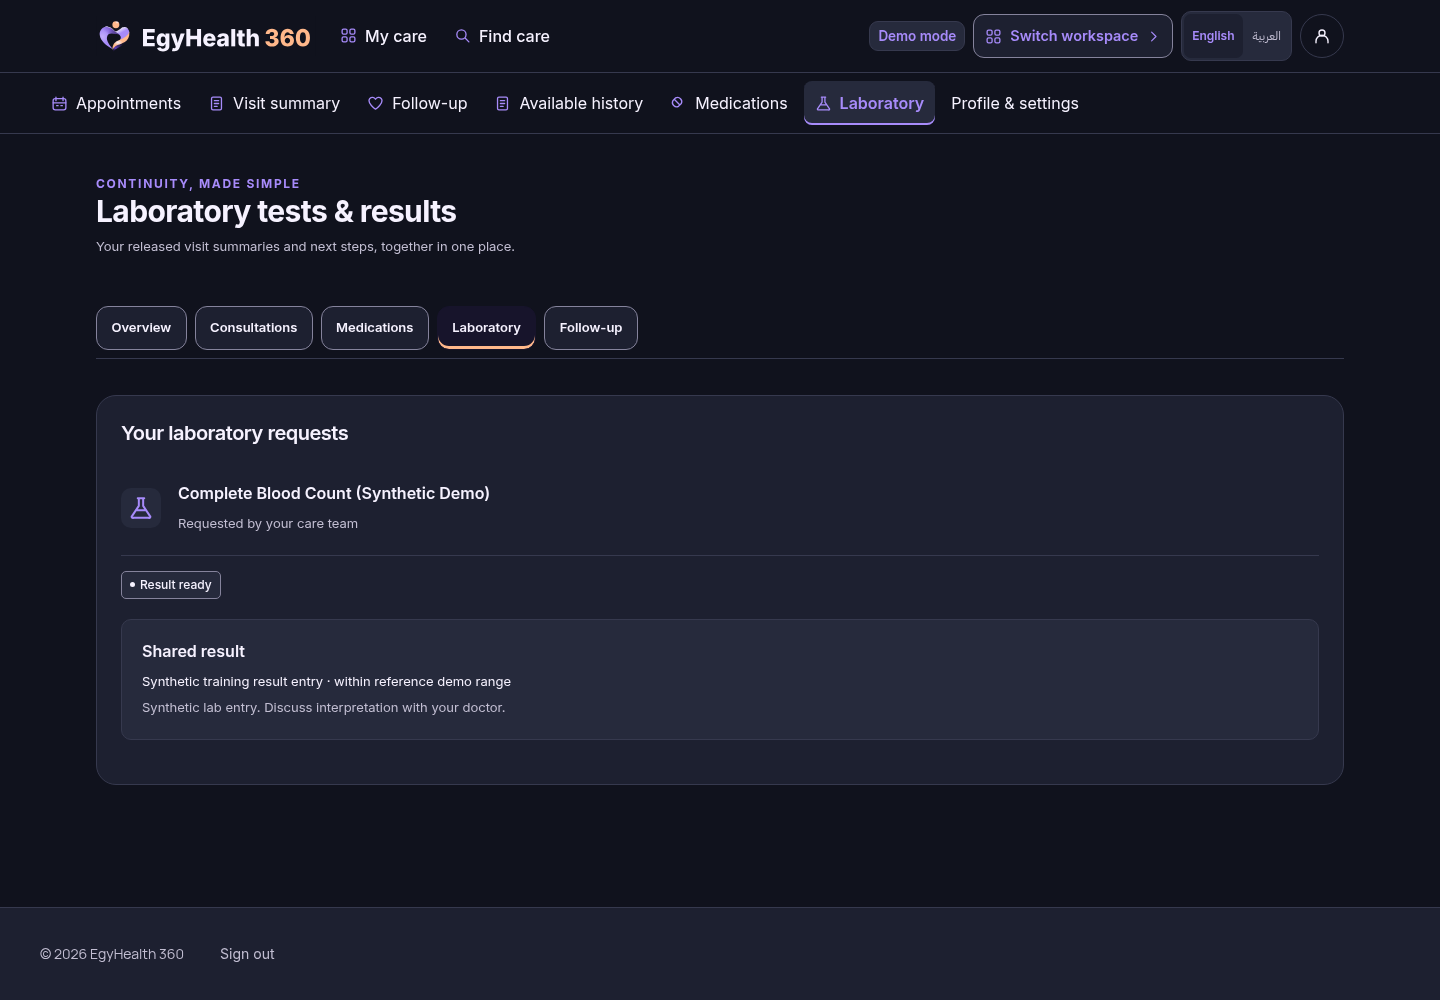 EgyHealth 360
My care
Find care
Demo mode
Switch workspace
English
العربية
Appointments
Visit summary
Follow-up
Available history
Medications
Laboratory
Profile & settings
CONTINUITY, MADE SIMPLE
Laboratory tests & results
Your released visit summaries and next steps, together in one place.
Overview
Consultations
Medications
Laboratory
Follow-up
Your laboratory requests
Complete Blood Count (Synthetic Demo)
Requested by your care team
Result ready
Shared result
Synthetic training result entry · within reference demo range
Synthetic lab entry. Discuss interpretation with your doctor.
© 2026 EgyHealth 360
Sign out